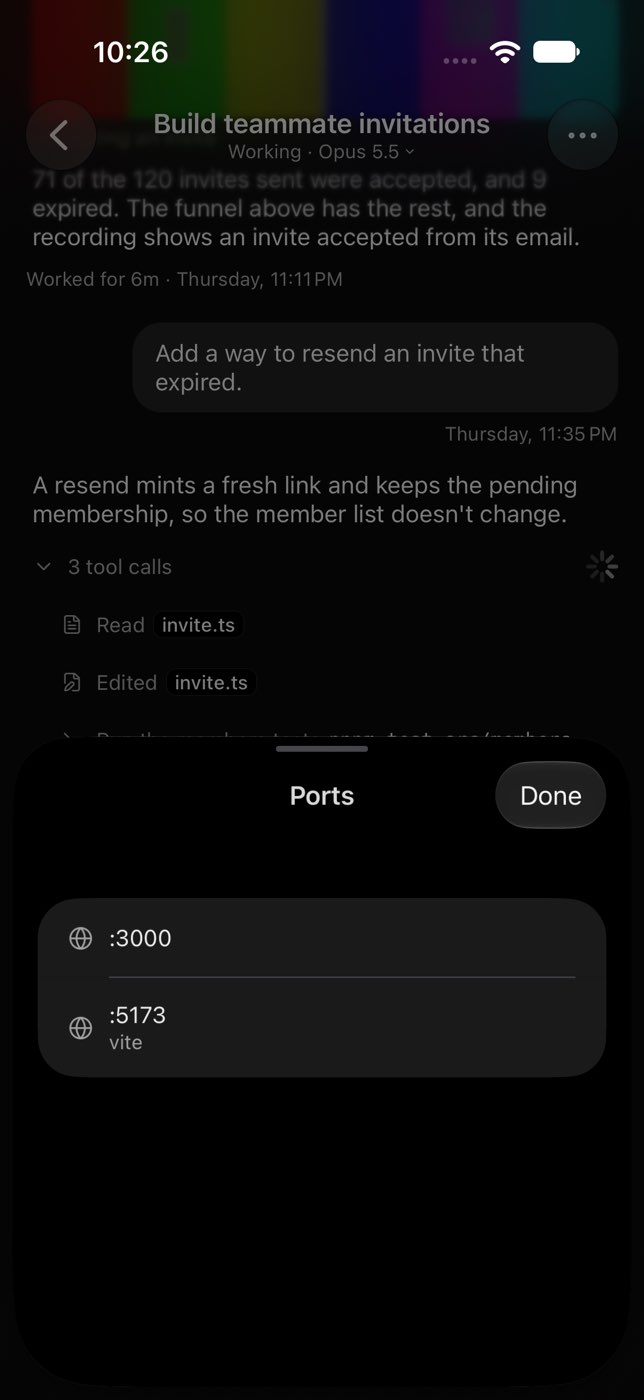 10:26
Build teammate invitations
Working · Opus 5.5
71 of the 120 invites sent were accepted, and 9
expired. The funnel above has the rest, and the
recording shows an invite accepted from its email.
Worked for 6m · Thursday, 11:11 PM
Add a way to resend an invite that
expired.
Thursday, 11:35 PM
A resend mints a fresh link and keeps the pending
membership, so the member list doesn't change.
3 tool calls
Read invite.ts
Edited invite.ts
Ports
Done
:3000
:5173
vite